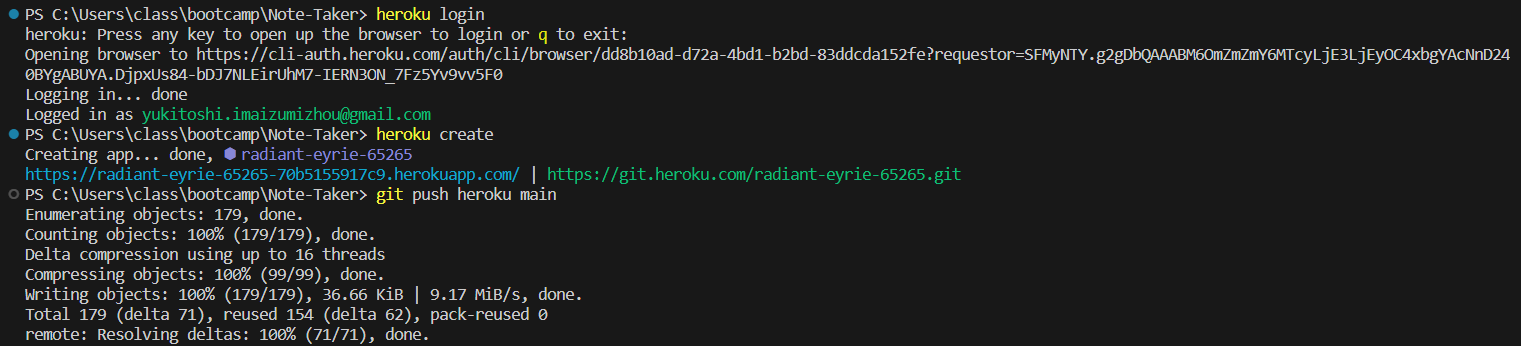 PS C:\Users\class\bootcamp\Note-Taker> heroku login
heroku: Press any key to open up the browser to login or q to exit:
Opening browser to https://cli-auth.heroku.com/auth/cli/browser/dd8b10ad-d72a-4bd1-b2bd-83ddcda152fe?requestor=SFMyNTY.g2gDbQAAABM6OmZmZmY6MTcyLjE3LjEyOC4xbgYAcNnD24
0BYgABUYA.DjpxUs84-bDJ7NLEirUhM7-IERN3ON_7Fz5Yv9vv5F0
Logging in... done
Logged in as yukitoshi.imaizumizhou@gmail.com
PS C:\Users\class\bootcamp\Note-Taker> heroku create
Creating app... done, ⬢ radiant-eyrie-65265
https://radiant-eyrie-65265-70b5155917c9.herokuapp.com/ | https://git.heroku.com/radiant-eyrie-65265.git
PS C:\Users\class\bootcamp\Note-Taker> git push heroku main
Enumerating objects: 179, done.
Counting objects: 100% (179/179), done.
Delta compression using up to 16 threads
Compressing objects: 100% (99/99), done.
Writing objects: 100% (179/179), 36.66 KiB | 9.17 MiB/s, done.
Total 179 (delta 71), reused 154 (delta 62), pack-reused 0
remote: Resolving deltas: 100% (71/71), done.